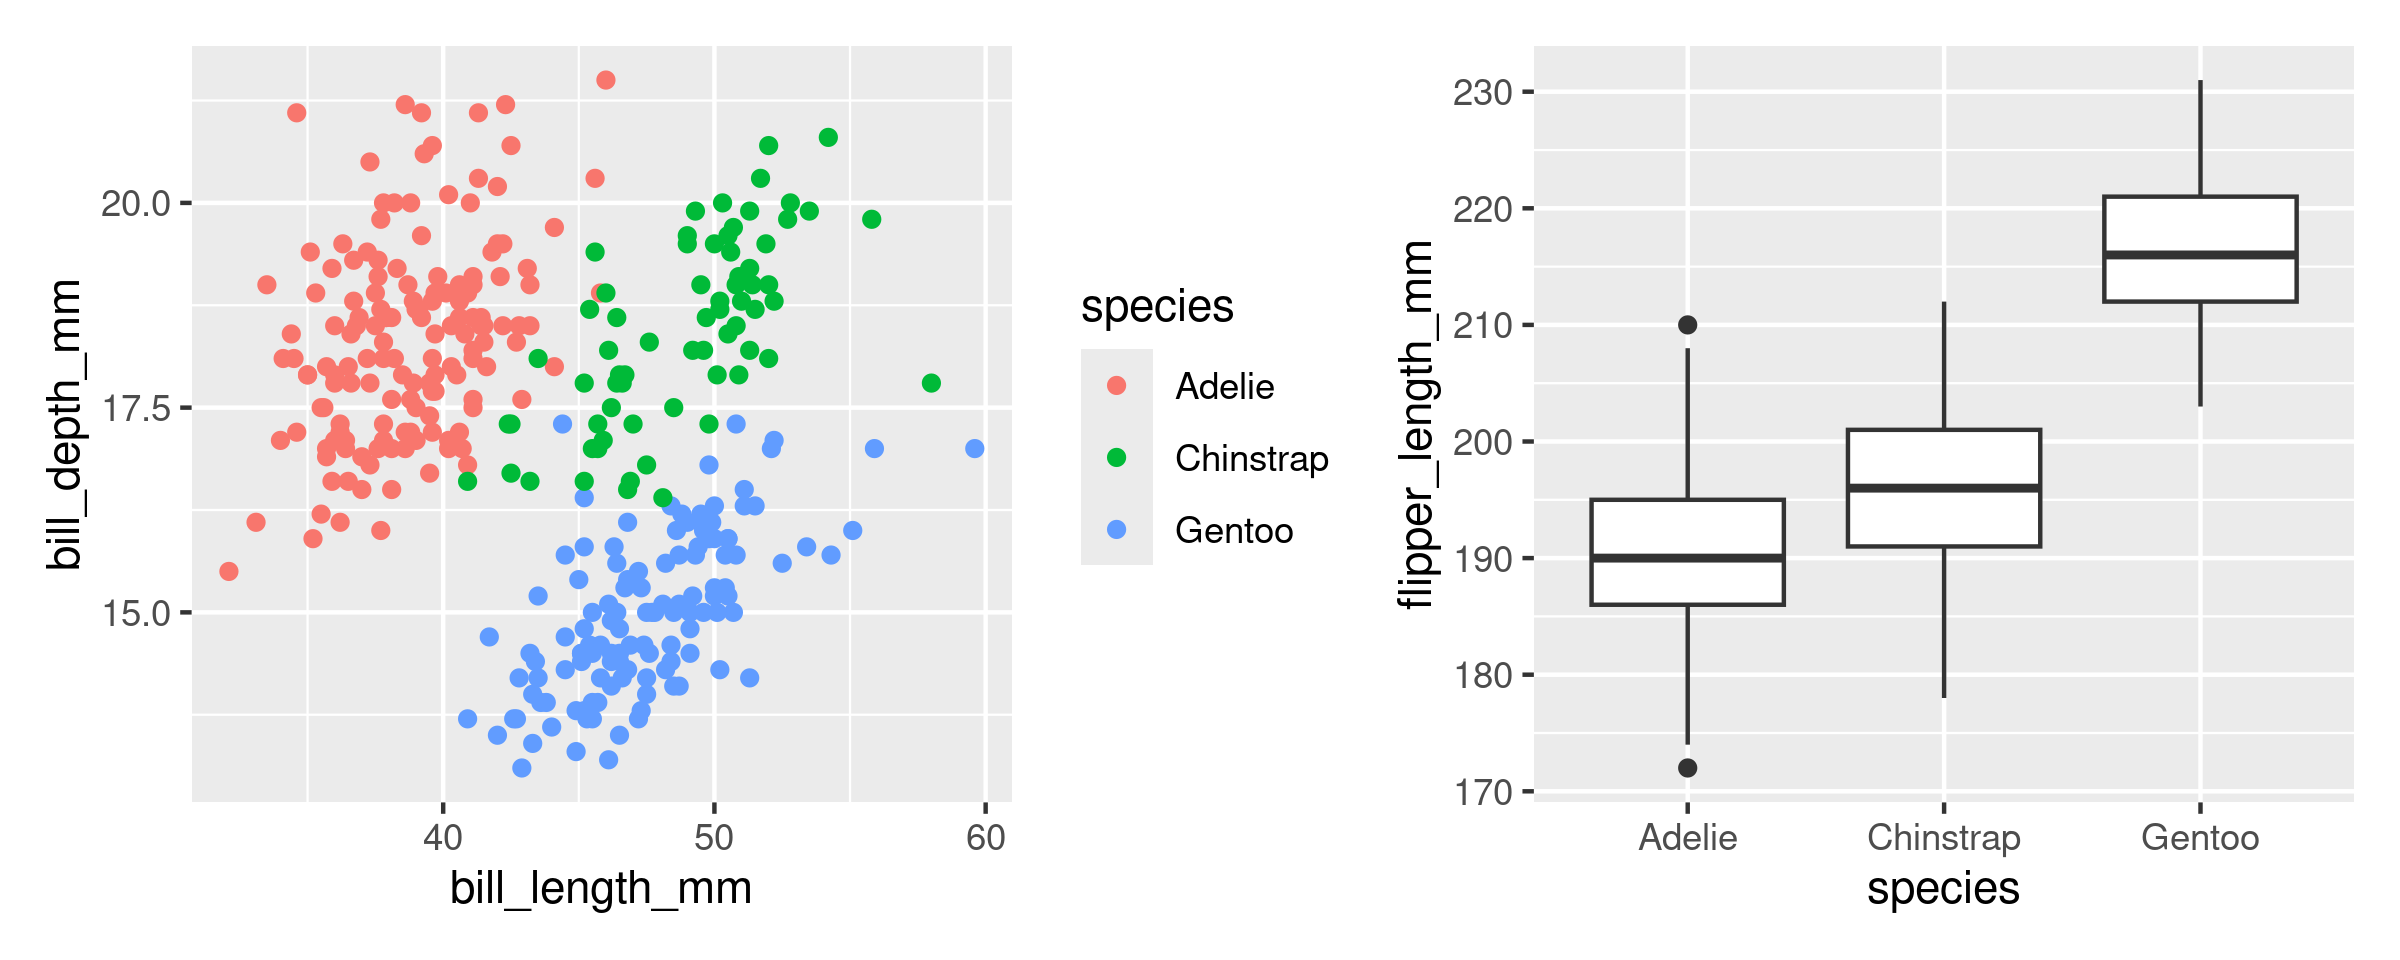 bill_depth_mm
20.0
17.5
15.0
40 50 60
bill_length_mm
species
Adelie
Chinstrap
Gentoo
flipper_length_mm
230
220
210
200
190
180
170
Adelie Chinstrap Gentoo
species